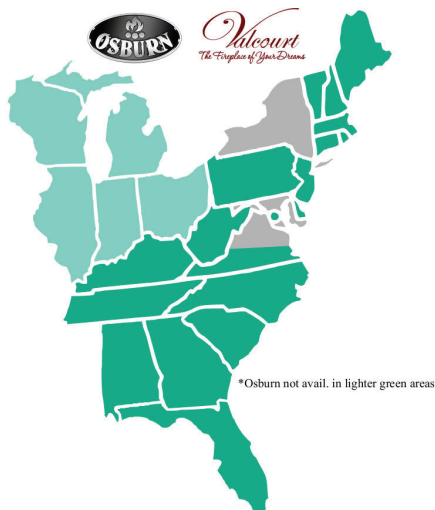 OSBURN
Valcourt
The Fireplace of Your Dreams
*Osburn not avail. in lighter green areas